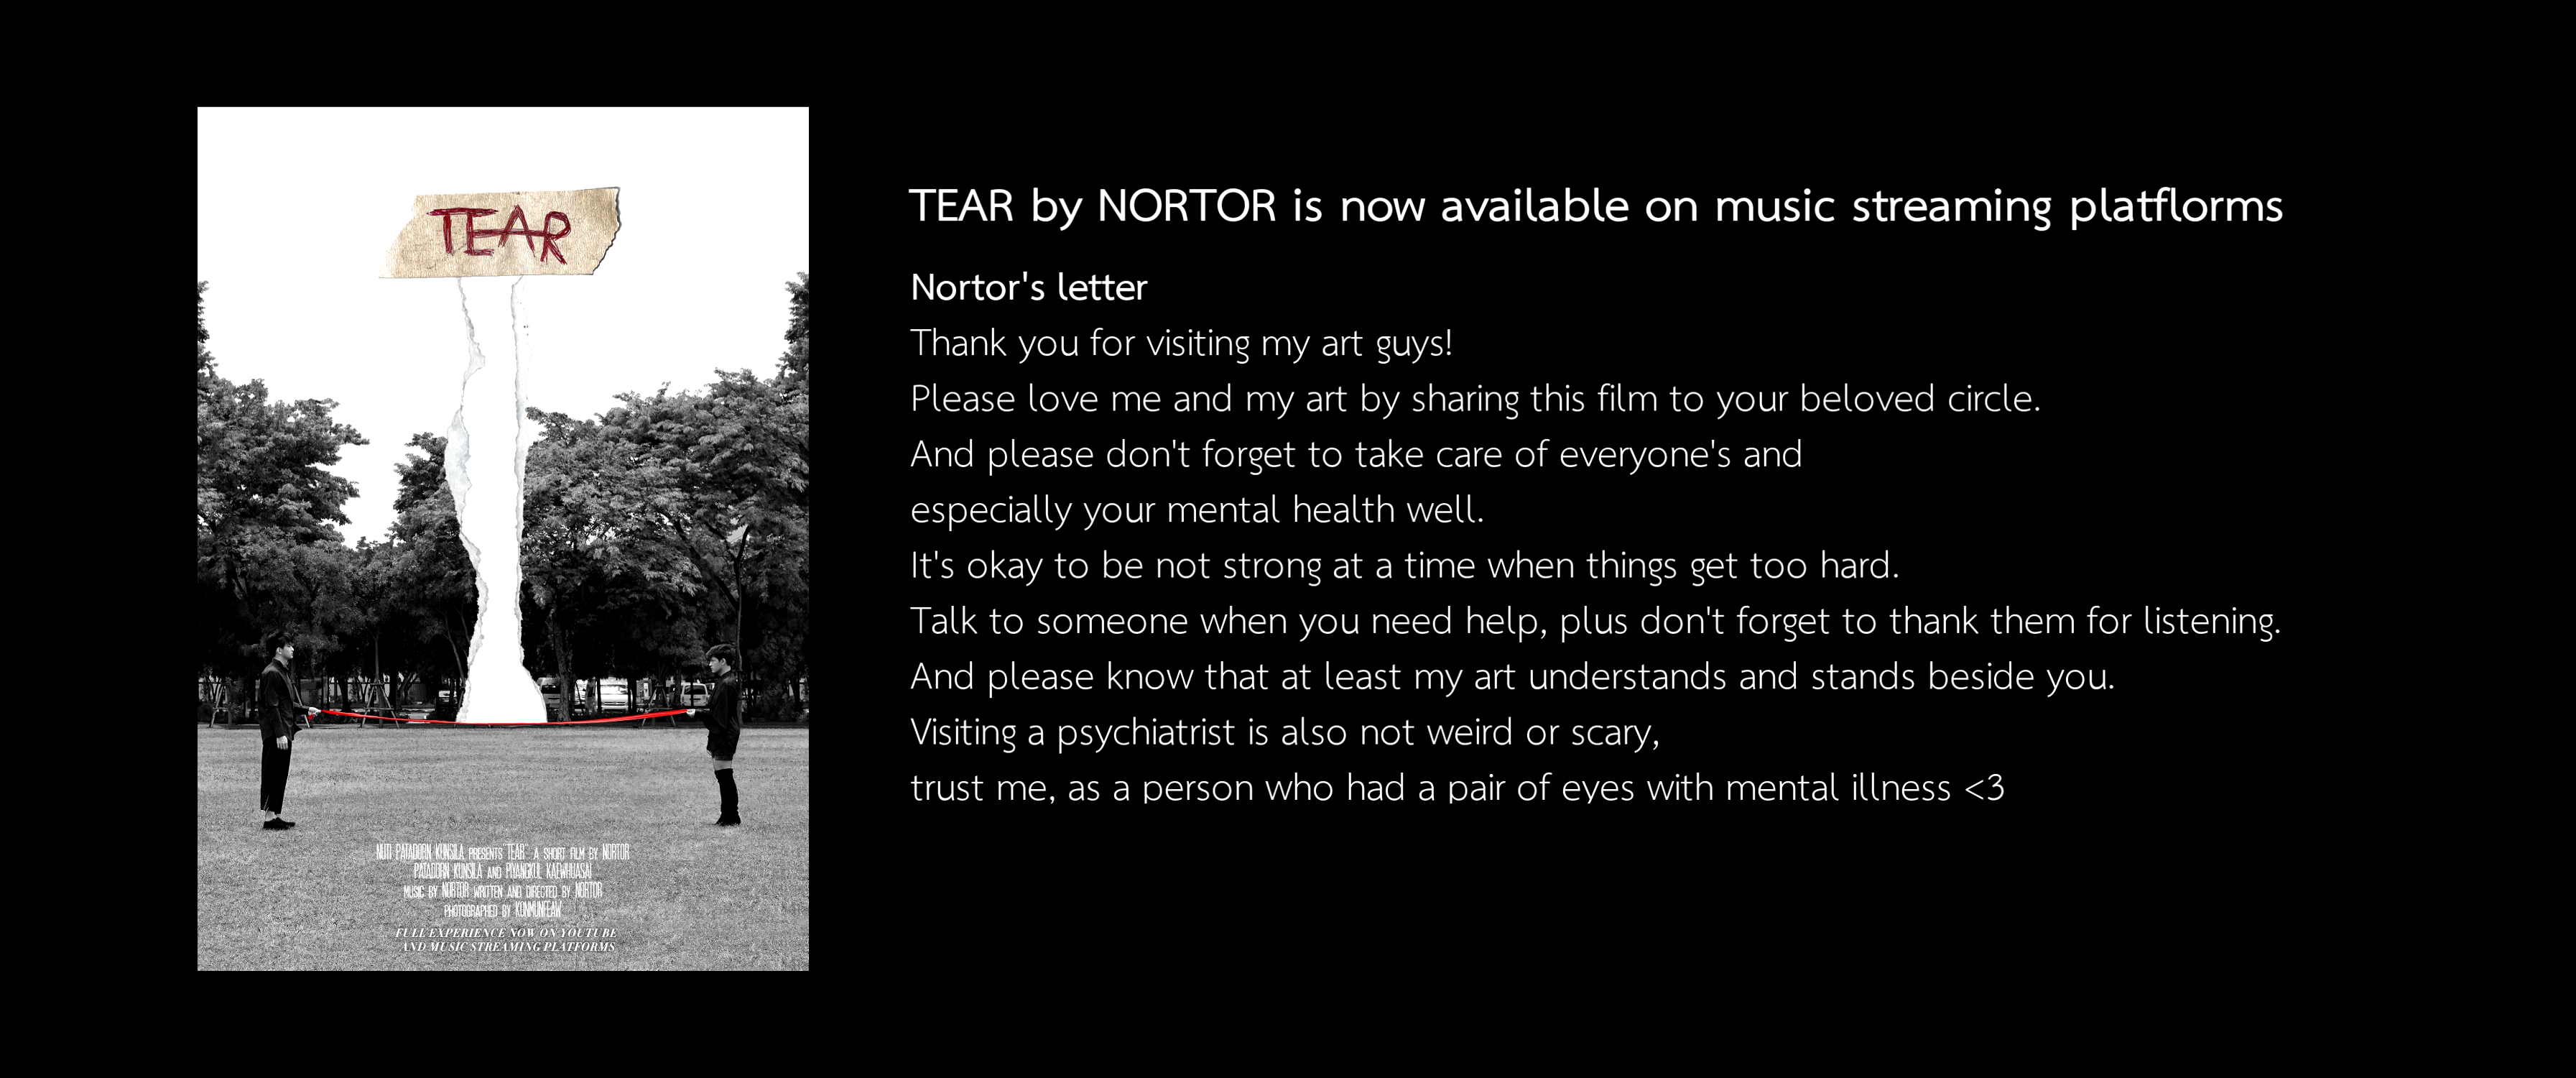 TEAR
NUTI PATADORN KUNSILA PRESENTS "TEAR" A SHORT FILM BY NORTOR
PATADORN KUNSILA AND PIYANGKUL KAEWHUASAI
MUSIC BY NORTOR WRITTEN AND DIRECTED BY NORTOR
PHOTOGRAPHED BY
FULL EXPERIENCE NOW ON YOUTUBE
AND MUSIC STREAMING PLATFORMS
TEAR by NORTOR is now available on music streaming platflorms
Nortor's letter
Thank you for visiting my art guys!
Please love me and my art by sharing this film to your beloved circle.
And please don't forget to take care of everyone's and
especially your mental health well.
It's okay to be not strong at a time when things get too hard.
Talk to someone when you need help, plus don't forget to thank them for listening.
And please know that at least my art understands and stands beside you.
Visiting a psychiatrist is also not weird or scary,
trust me, as a person who had a pair of eyes with mental illness <3